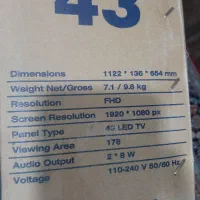 43
Dimensions 1122 * 136 * 654 mm
Weight Net/Gross 7.1 / 9.8 kg
Resolution FHD
Screen Resolution 1920 * 1080 px
Panel Type 43 LED TV
Viewing Area 178
Audio Output 2 * 8 W
Voltage 110-240 V 50/60 Hz